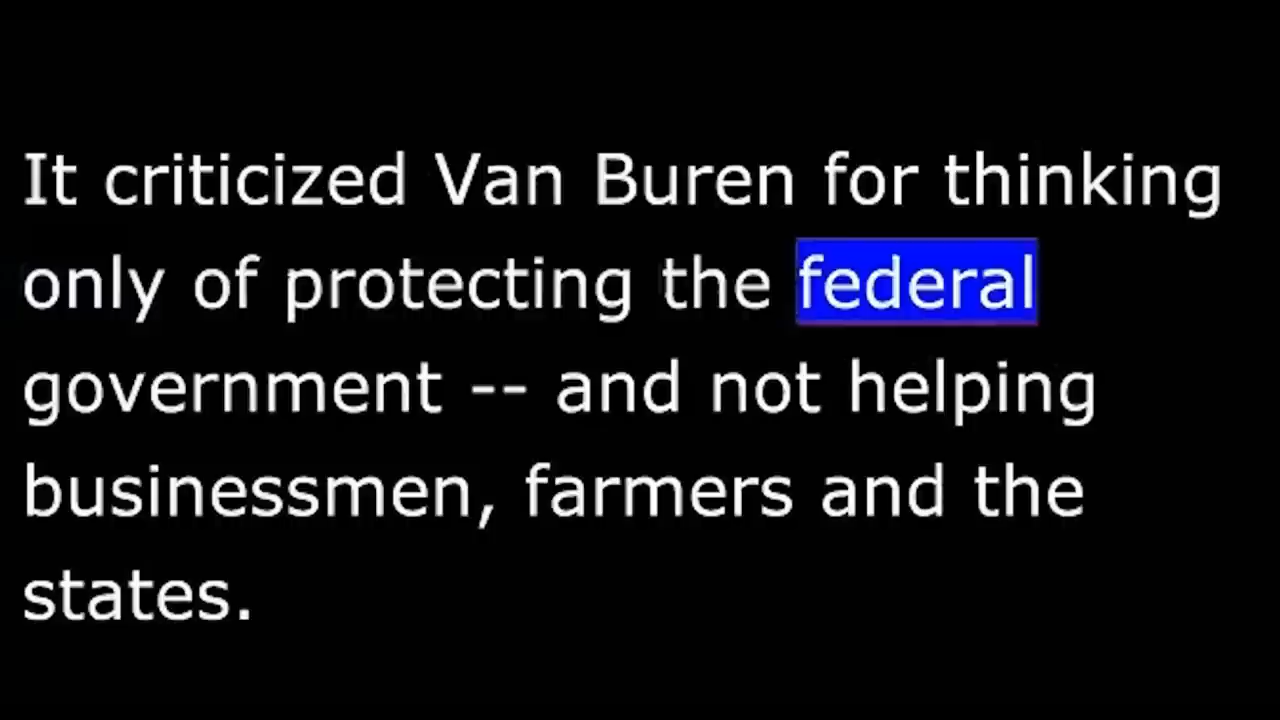 It criticized Van Buren for thinking
only of protecting the federal
government -- and not helping
businessmen, farmers and the
states.